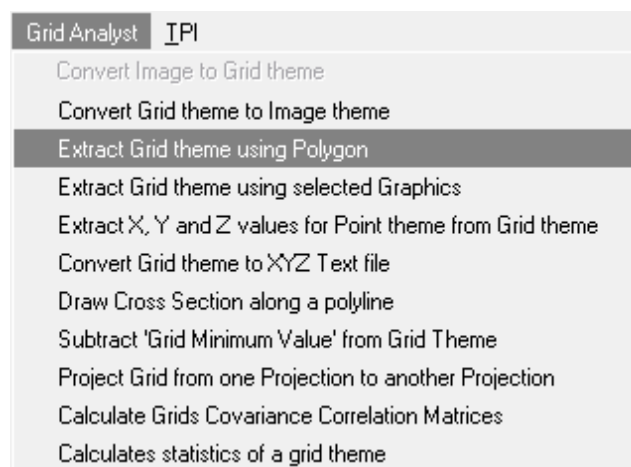 Grid Analyst TPI
Convert Image to Grid theme
Convert Grid theme to Image theme
Extract Grid theme using Polygon
Extract Grid theme using selected Graphics
Extract X, Y and Z values for Point theme from Grid theme
Convert Grid theme to XYZ Text file
Draw Cross Section along a polyline
Subtract 'Grid Minimum Value' from Grid Theme
Project Grid from one Projection to another Projection
Calculate Grids Covariance Correlation Matrices
Calculates statistics of a grid theme